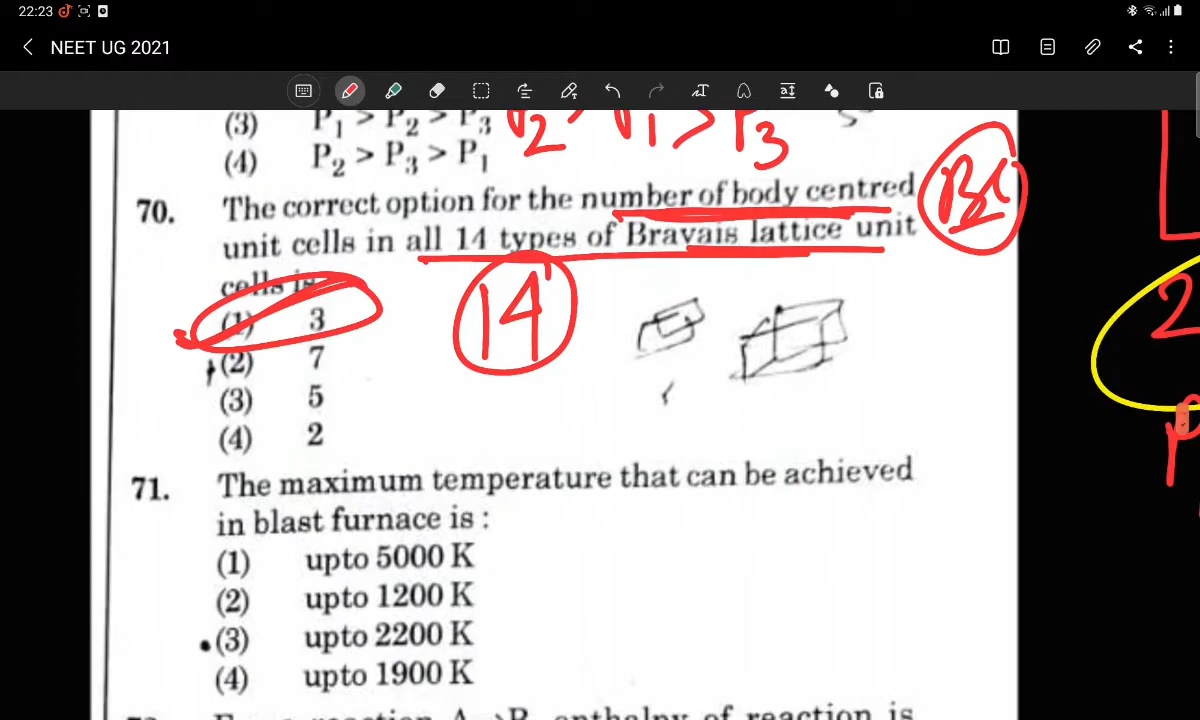 22:23
NEET UG 2021
(3) P₁ > P₂ > P₃
P₂ > P₁ > P₃
(4) P₂ > P₃ > P₁
70. The correct option for the number of body centred
unit cells in all 14 types of Bravais lattice unit
cells is
14
(1) 3
(2) 7
(3) 5
(4) 2
2
P
71. The maximum temperature that can be achieved
in blast furnace is :
(1) upto 5000 K
(2) upto 1200 K
(3) upto 2200 K
(4) upto 1900 K